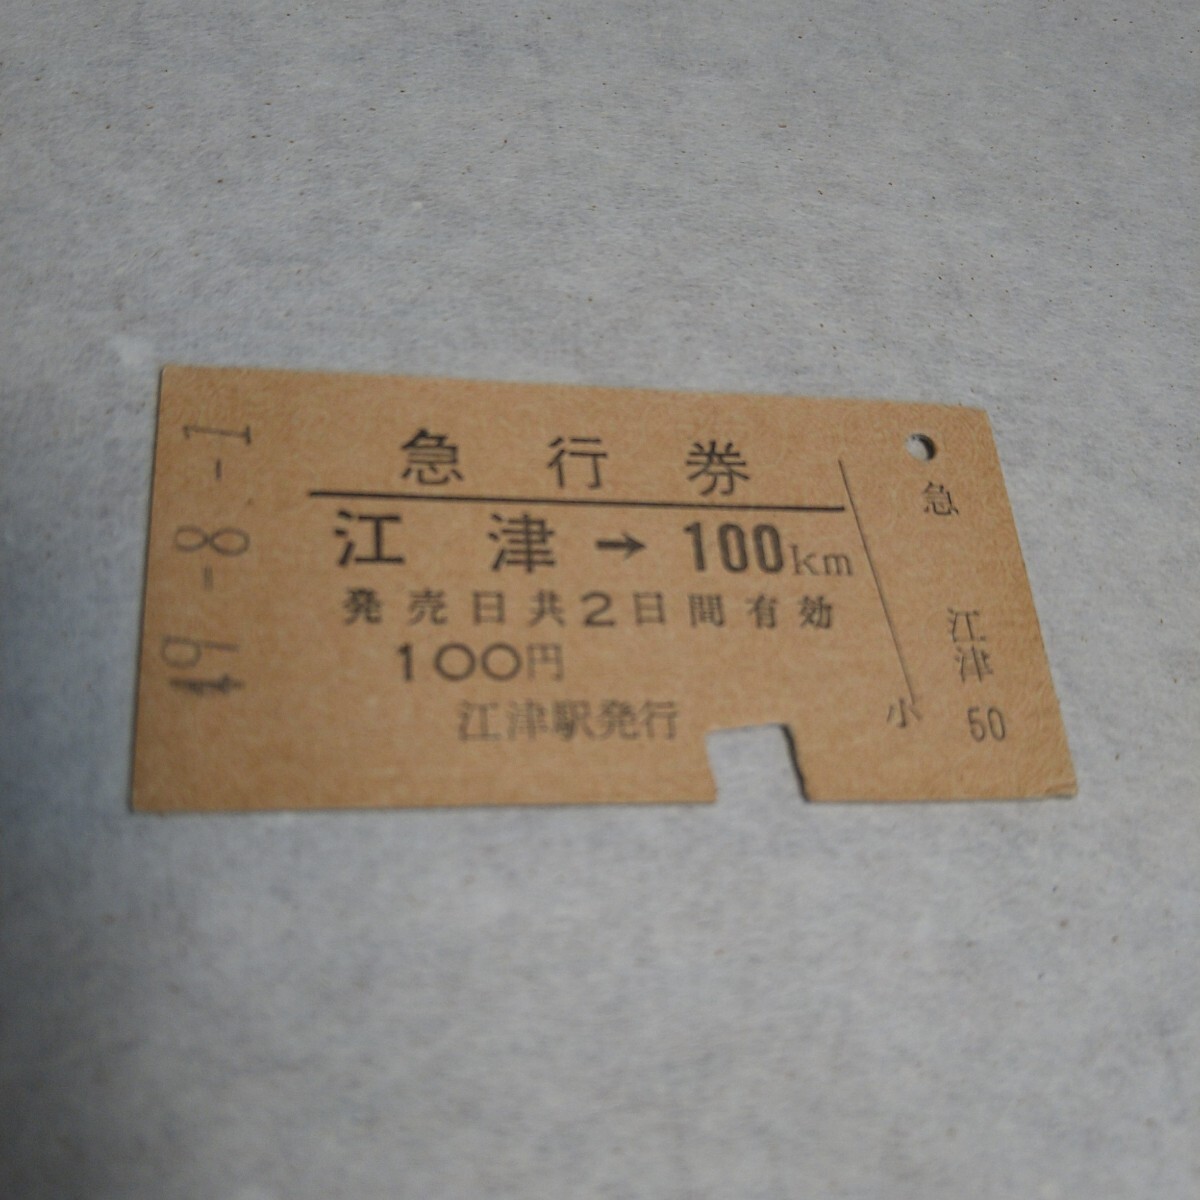 49.-8.-1
急行券
江津→100km
発売日共2日間有効
100円
江津駅発行
急
江津
小 50